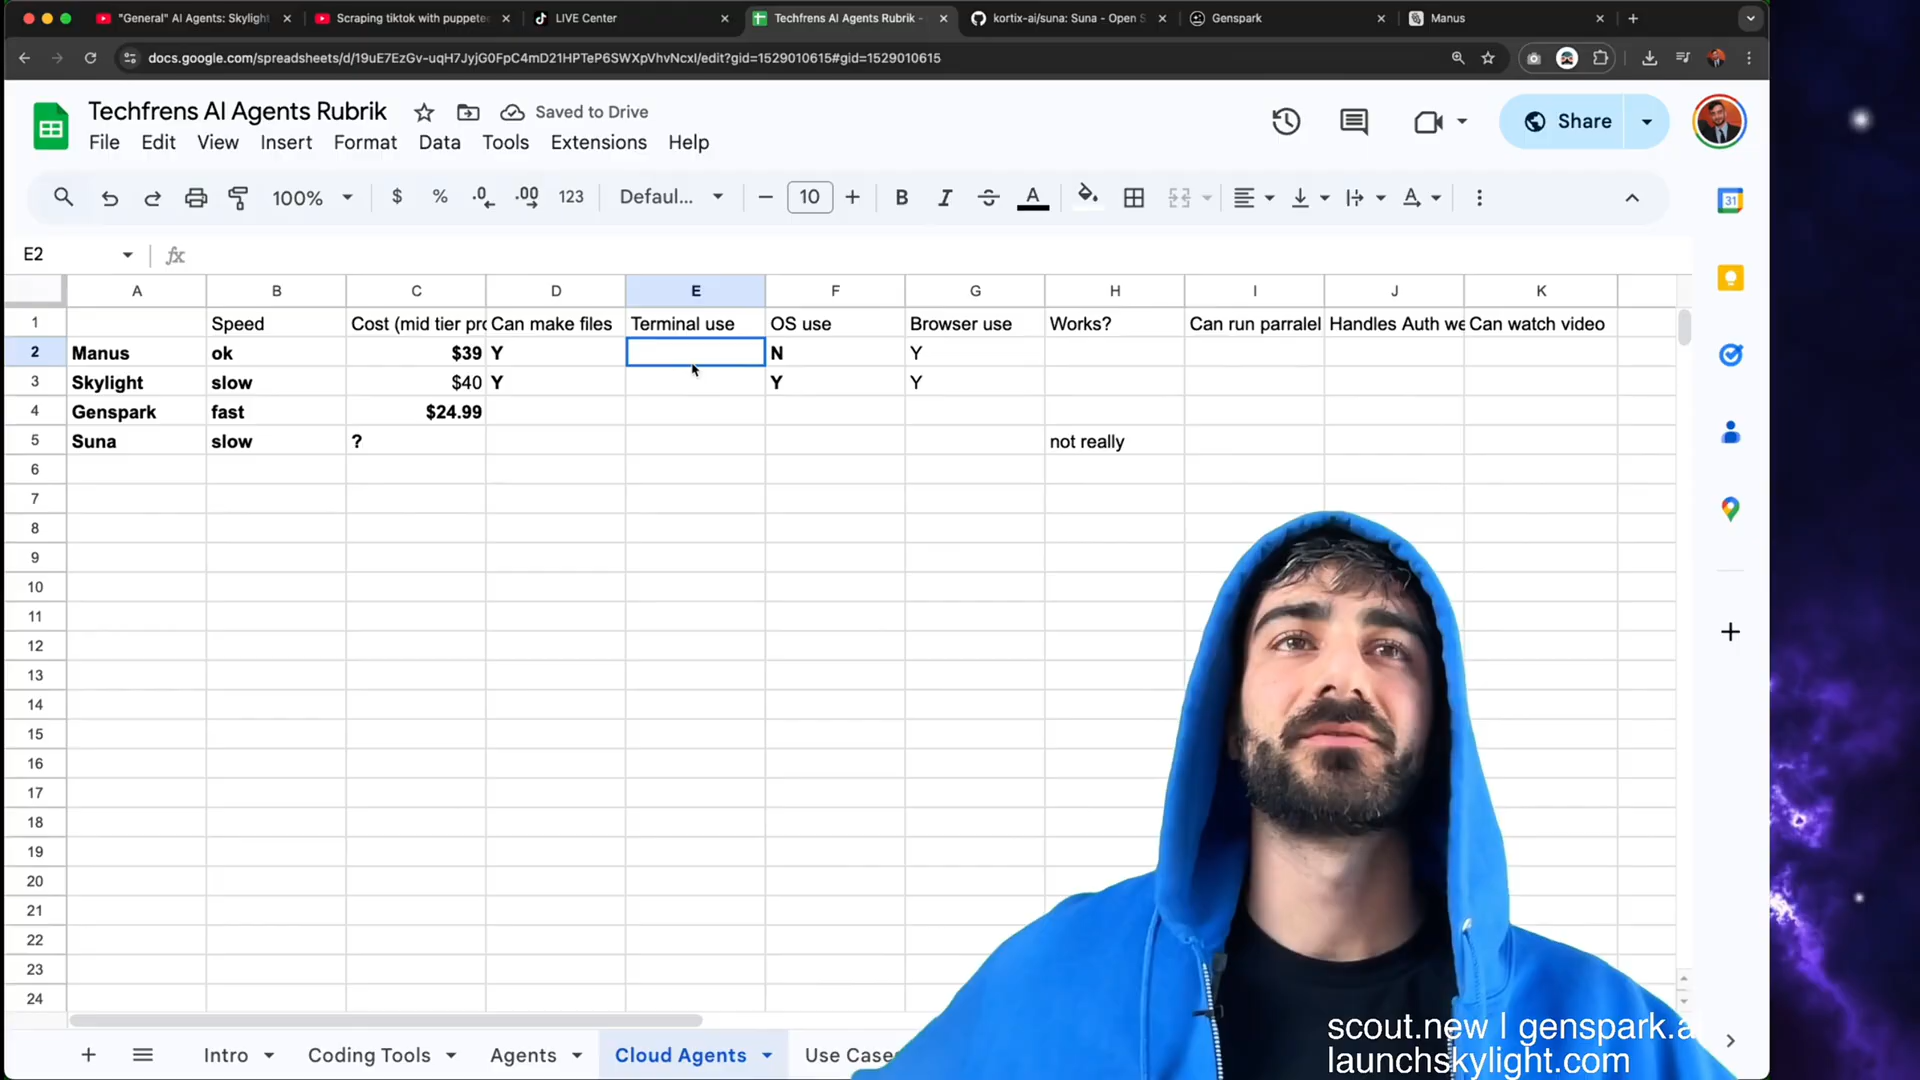 "General" AI Agents: Skyligh
Scraping tiktok with puppete
LIVE Center
Techfrens AI Agents Rubrik -
kortix-ai/suna: Suna - Open S
Genspark
Manus
docs.google.com/spreadsheets/d/19uE7EzGv-uqH7JyjG0FpC4mD21HPTeP6SWXpVhvNcxI/edit?gid=1529010615#gid=1529010615
Techfrens AI Agents Rubrik
Saved to Drive
Share
File Edit View Insert Format Data Tools Extensions Help
100% $ % .0 .00 123 Defaul... 10 B I S A A
31
E2 fx
A B C D E F G H I J K
1 Speed Cost (mid tier pro Can make files Terminal use OS use Browser use Works? Can run parralel Handles Auth we Can watch video
2 Manus ok $39 Y N Y
3 Skylight slow $40 Y Y Y
4 Genspark fast $24.99
5 Suna slow ? not really
6
7
8
9
10
11
12
13
14
15
16
17
18
19
20
21
22
23
24
scout.new | genspark.a
launchskylight.com
Intro Coding Tools Agents Cloud Agents Use Case